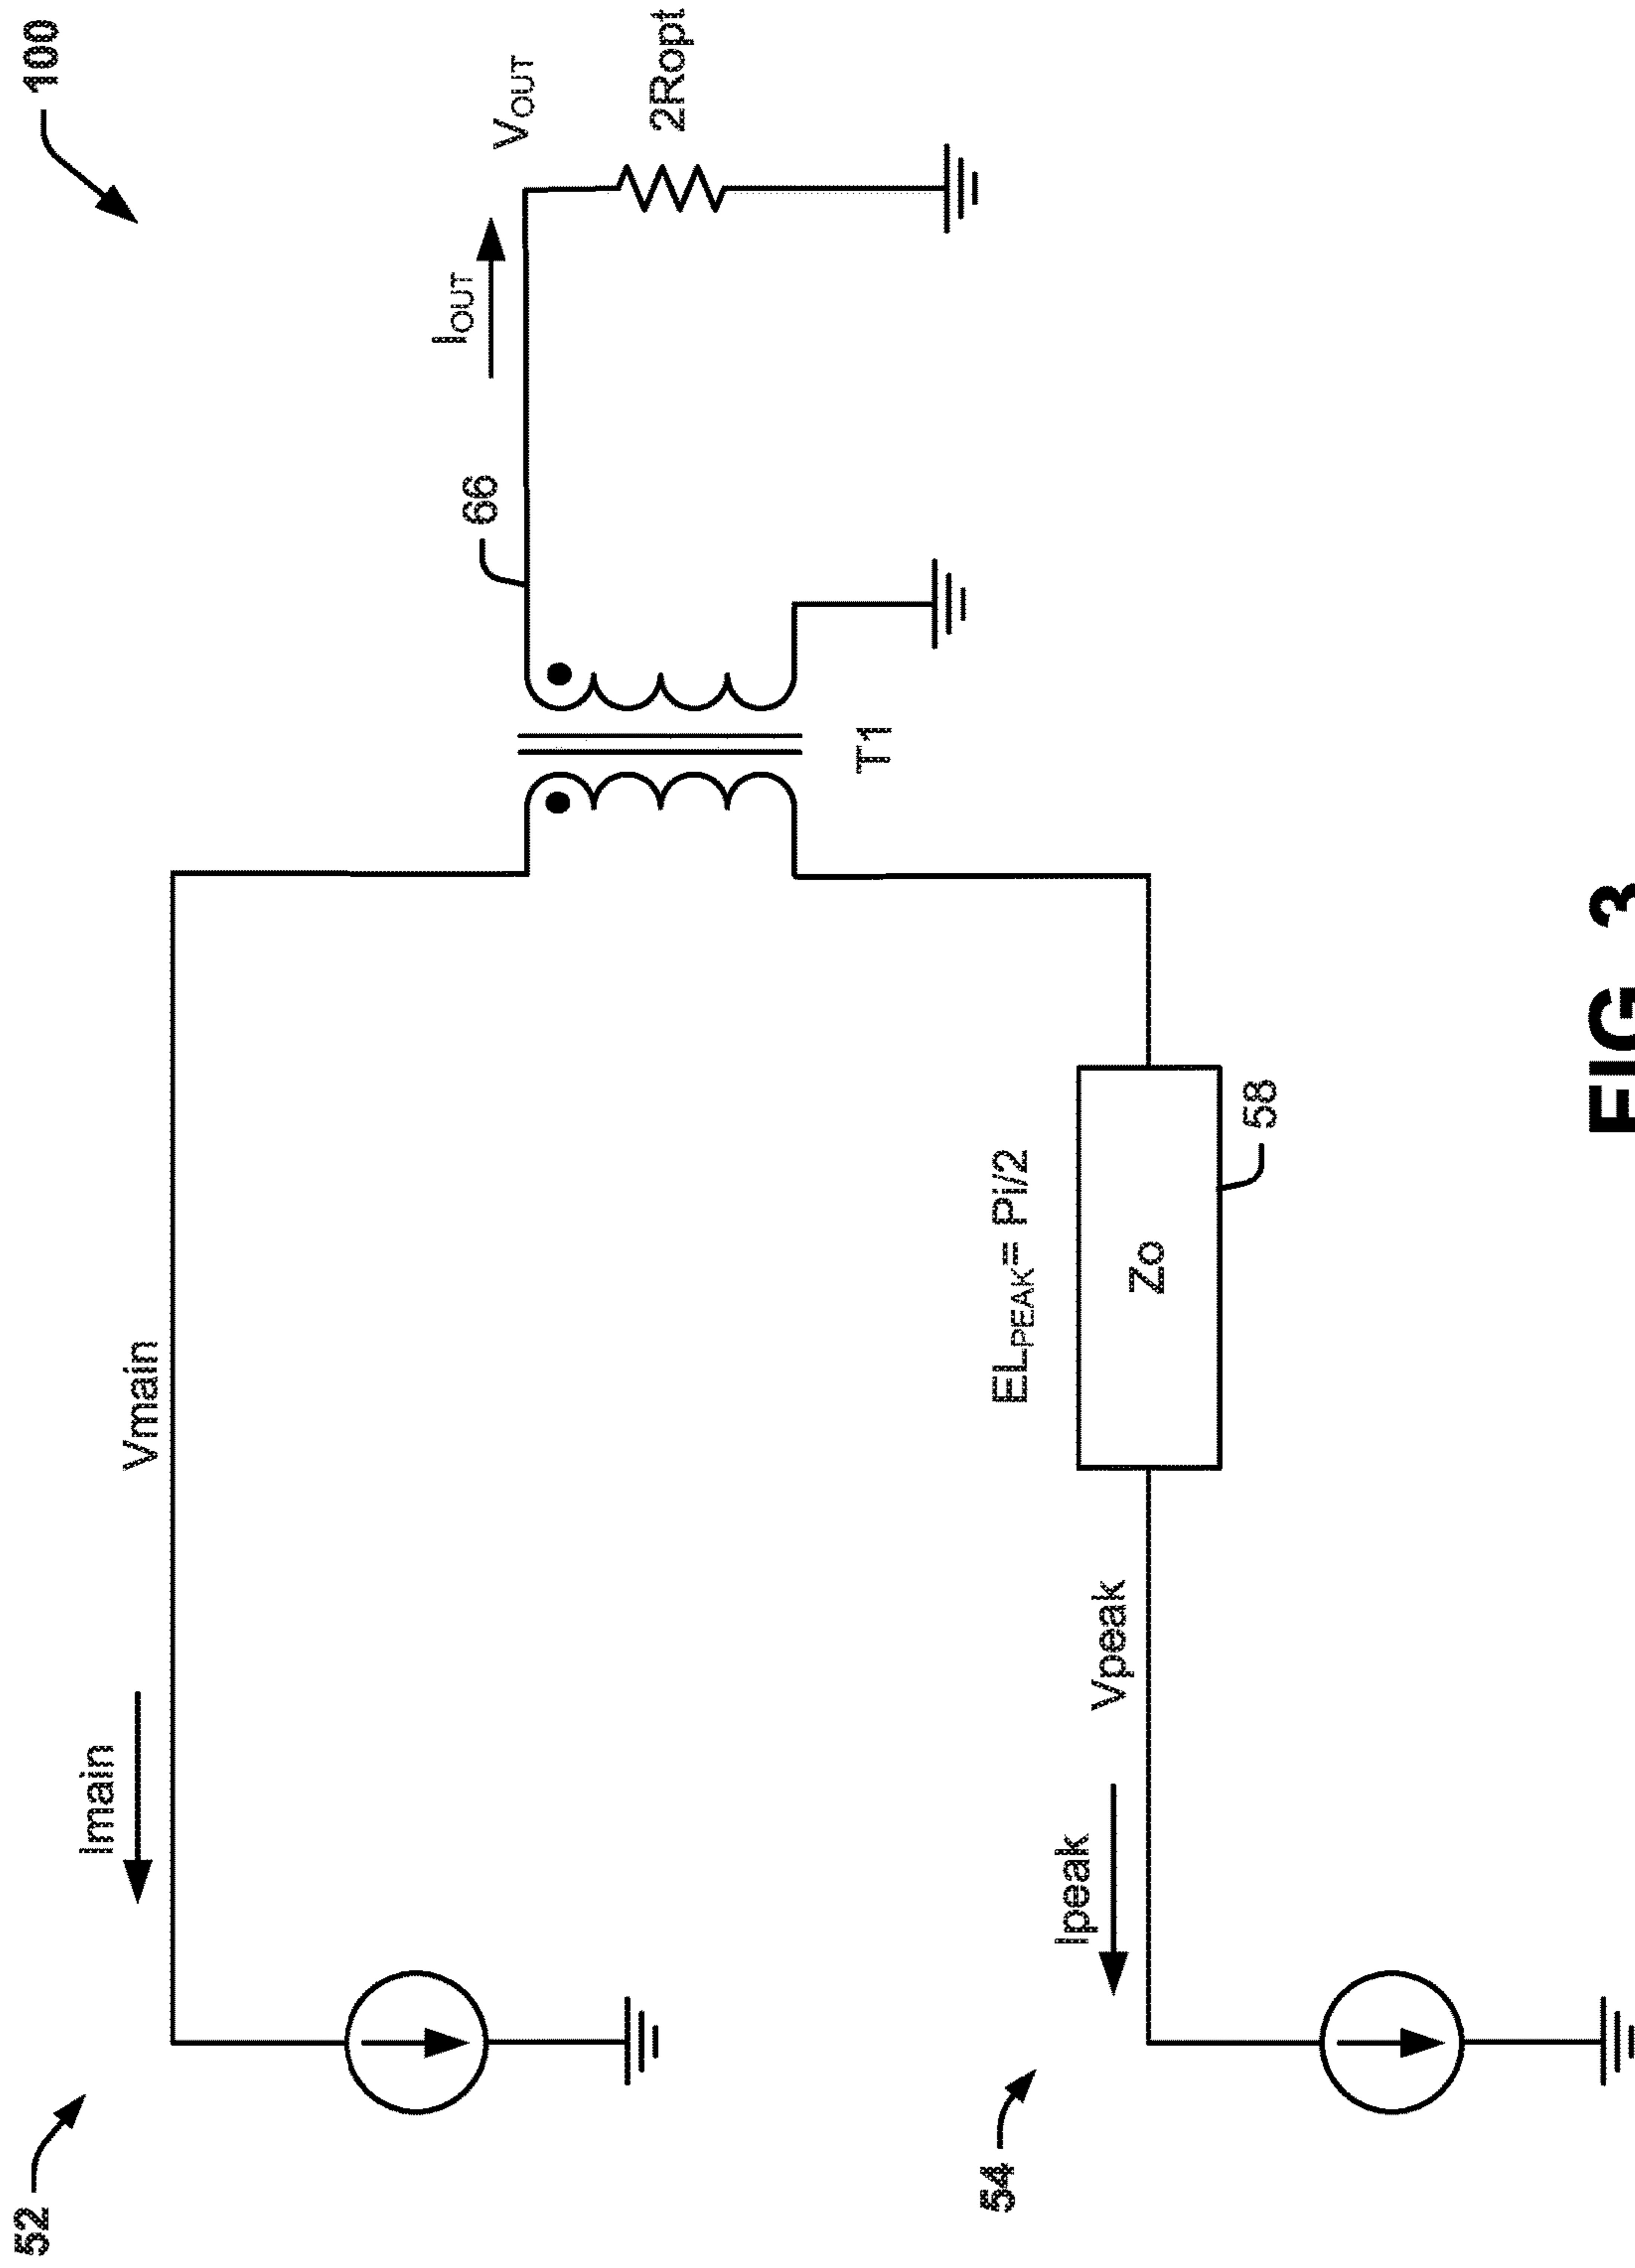 100
52
Imain
Vmain
IOUT
VOUT
66
2Ropt
T1
54
Ipeak
Vpeak
ELPEAK= Pi/2
Zo
58
FIG. 3